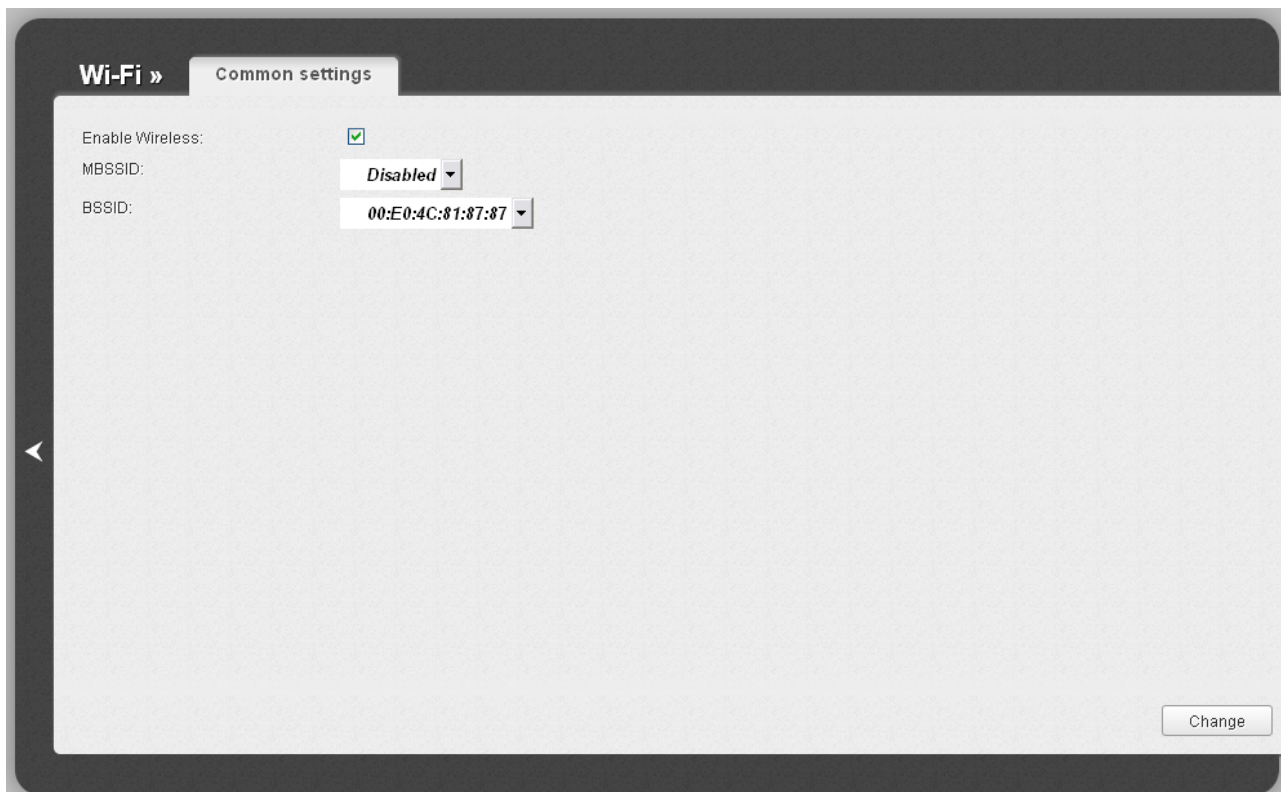 Wi-Fi » Common settings
Enable Wireless:
MBSSID: Disabled
BSSID: 00:E0:4C:81:87:87
Change